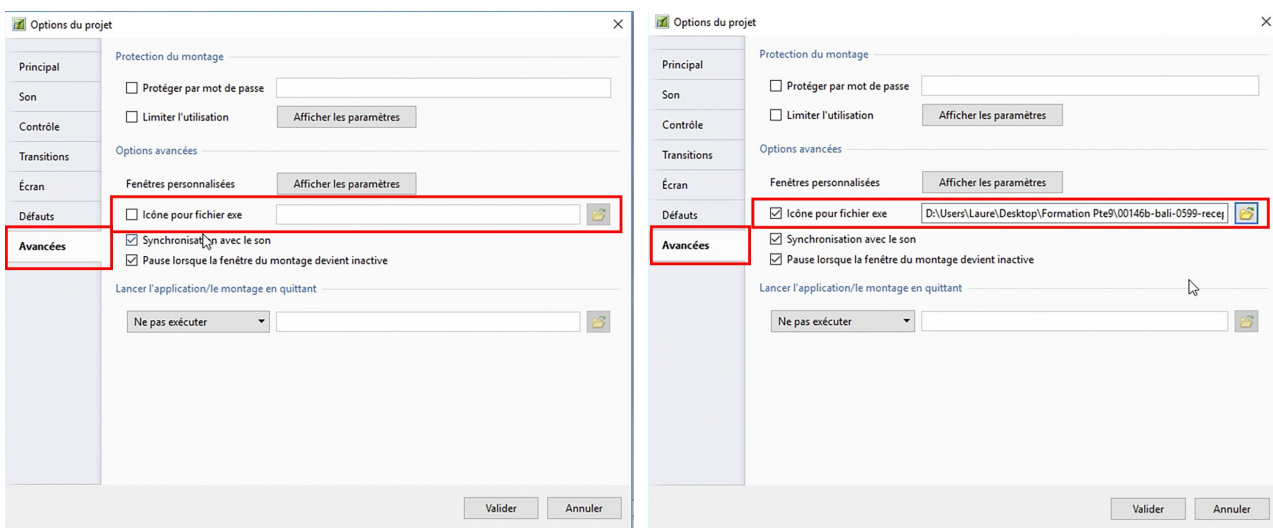 Options du projet
Principal
Son
Contrôle
Transitions
Écran
Défauts
Avancées
Protection du montage
Protéger par mot de passe
Limiter l'utilisation Afficher les paramètres
Options avancées
Fenêtres personnalisées Afficher les paramètres
Icône pour fichier exe
Synchronisation avec le son
Pause lorsque la fenêtre du montage devient inactive
Lancer l'application/le montage en quittant
Ne pas exécuter
Valider Annuler
Options du projet
Principal
Son
Contrôle
Transitions
Écran
Défauts
Avancées
Protection du montage
Protéger par mot de passe
Limiter l'utilisation Afficher les paramètres
Options avancées
Fenêtres personnalisées Afficher les paramètres
Icône pour fichier exe D:\Users\Laure\Desktop\Formation Pte9\00146b-bali-0599-recep
Synchronisation avec le son
Pause lorsque la fenêtre du montage devient inactive
Lancer l'application/le montage en quittant
Ne pas exécuter
Valider Annuler